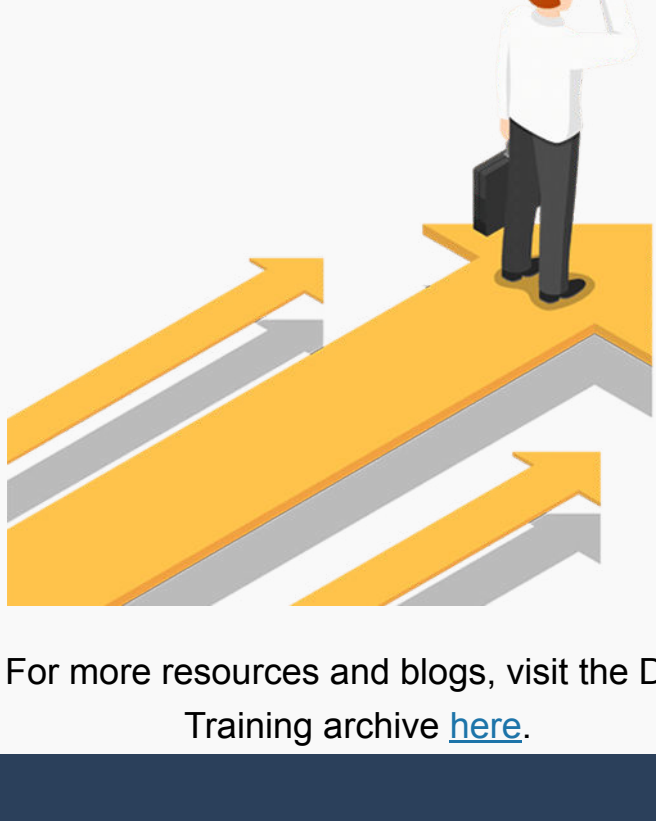 For more resources and blogs, visit the
Training archive here.